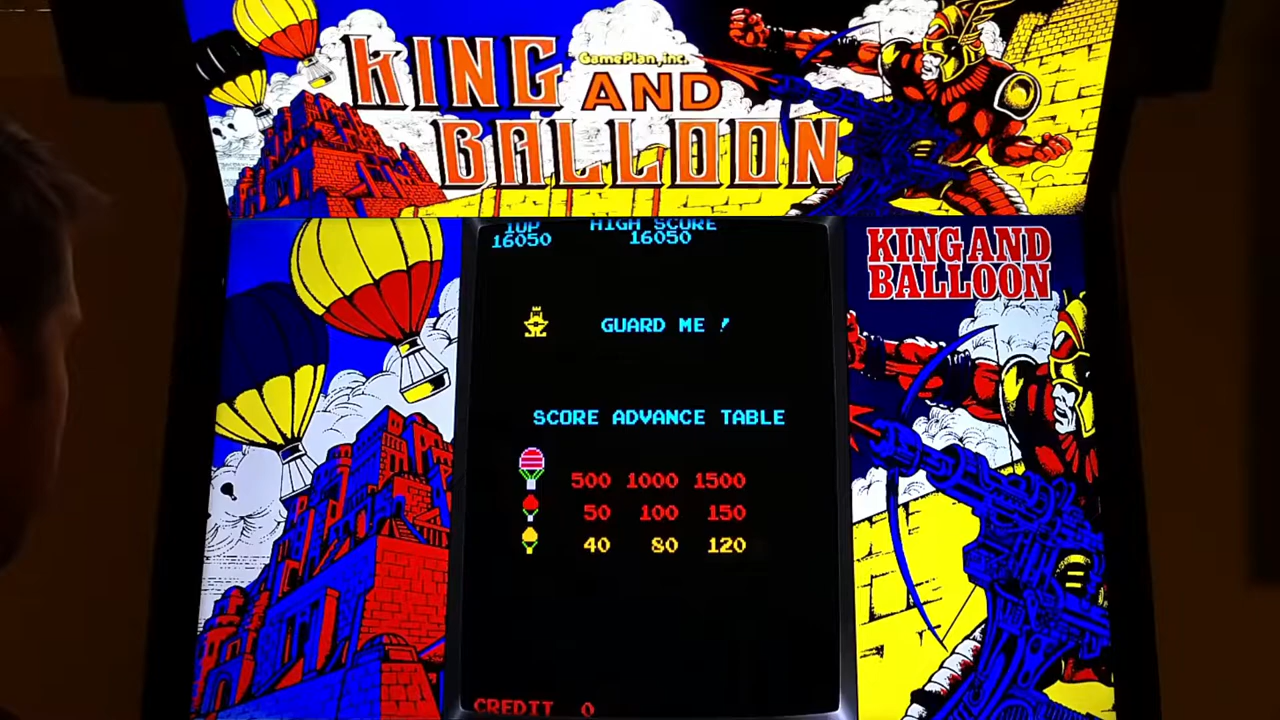 KING
GamePlan, inc.
AND
BALLOON
1UP HIGH SCORE
16050 16050
KING AND
BALLOON
GUARD ME !
SCORE ADVANCE TABLE
500 1000 1500
50 100 150
40 80 120
CREDIT 0